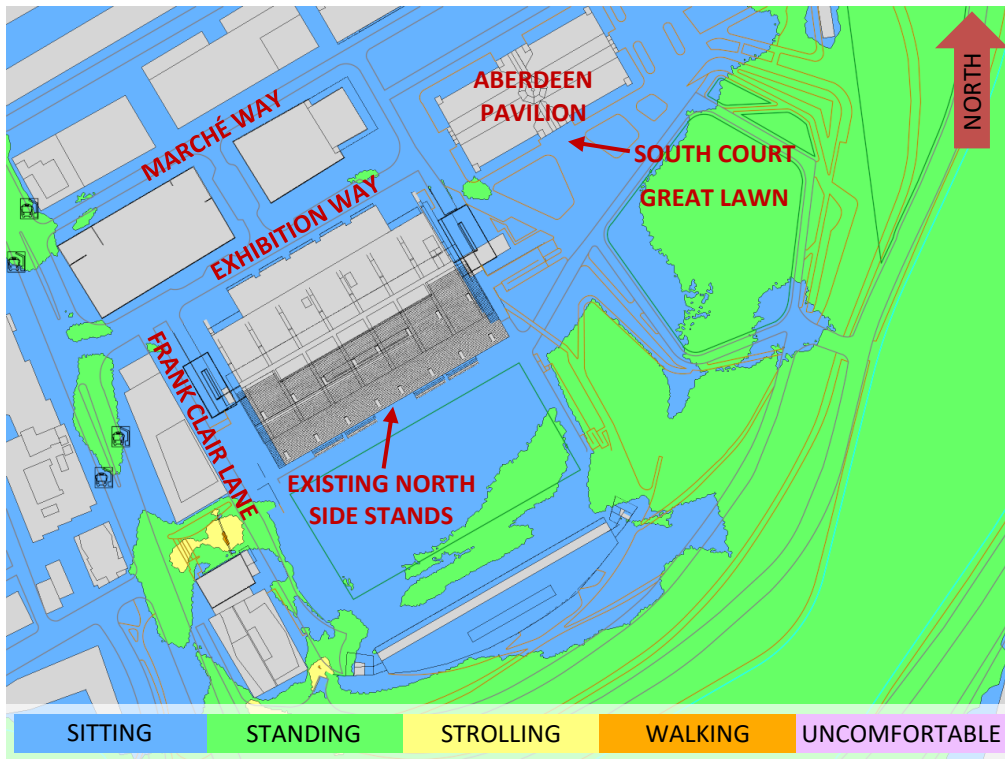 NORTH
ABERDEEN
PAVILION
MARCHÉ WAY
SOUTH COURT
GREAT LAWN
EXHIBITION WAY
FRANK CLAIR LANE
EXISTING NORTH
SIDE STANDS
SITTING
STANDING
STROLLING
WALKING
UNCOMFORTABLE